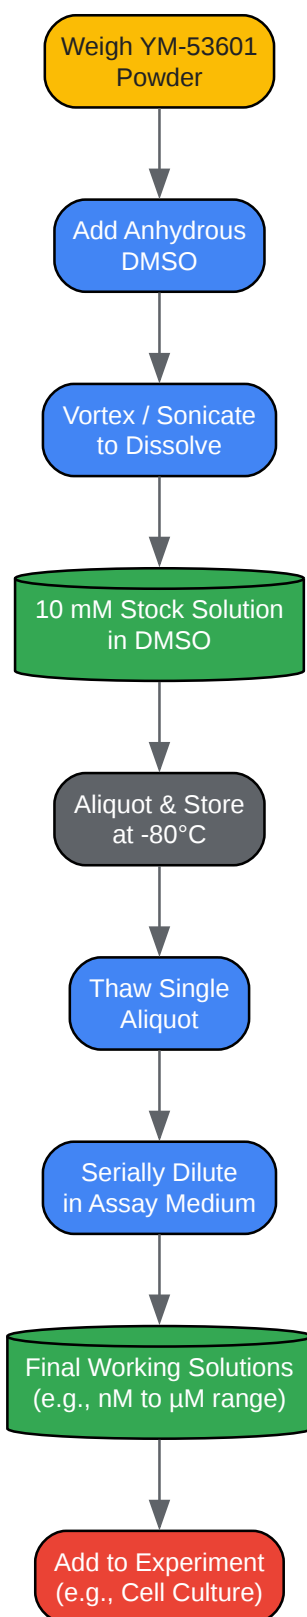 Weigh YM-53601
Powder
Add Anhydrous
DMSO
Vortex / Sonicate
to Dissolve
10 mM Stock Solution
in DMSO
Aliquot & Store
at -80°C
Thaw Single
Aliquot
Serially Dilute
in Assay Medium
Final Working Solutions
(e.g., nM to µM range)
Add to Experiment
(e.g., Cell Culture)